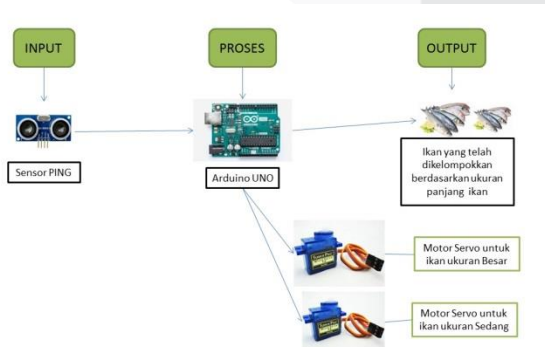 INPUT
PROSES
OUTPUT
Sensor PING
Arduino UNO
Ikan yang telah
dikelompokkan
berdasarkan ukuran
panjang ikan
Motor Servo untuk
ikan ukuran Besar
Motor Servo untuk
ikan ukuran Sedang